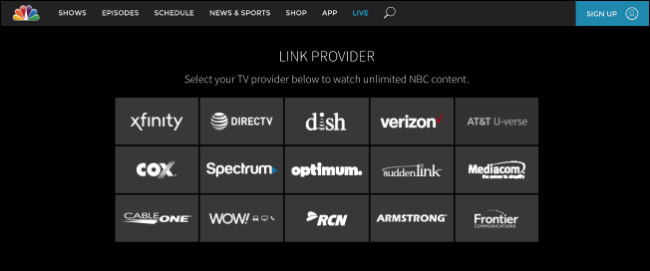 SHOWS EPISODES SCHEDULE NEWS & SPORTS SHOP APP LIVE SIGN UP
LINK PROVIDER
Select your TV provider below to watch unlimited NBC content.
xfinity DIRECTV dish verizon AT&T U-verse
COX Spectrum optimum. suddenlink Mediacom
the power to simplify
CABLE ONE WOW! RCN ARMSTRONG Frontier
COMMUNICATIONS